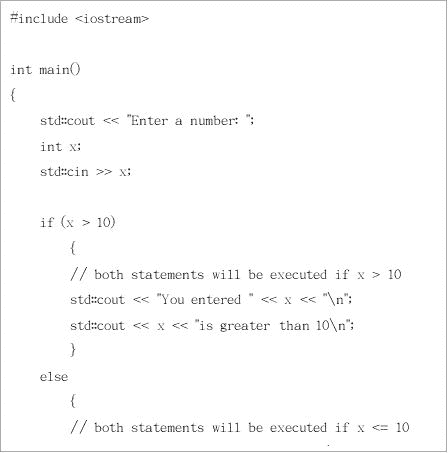 #include <iostream>
int main()
{
std::cout << "Enter a number: ";
int x;
std::cin >> x;
if (x > 10)
{
// both statements will be executed if x > 10
std::cout << "You entered " << x << "\n";
std::cout << x << "is greater than 10\n";
}
else
{
// both statements will be executed if x <= 10